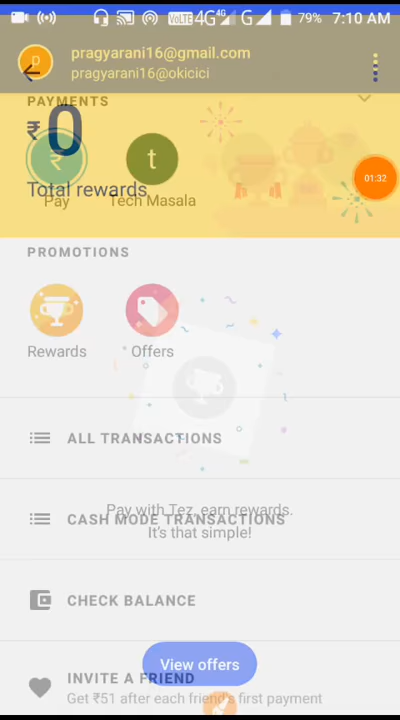 VoLTE 4G 4G G 79% 7:10 AM
p pragyarani16@gmail.com
pragyarani16@okicici
PAYMENTS
₹0
₹ t
01:32
Total rewards
Pay Tech Masala
PROMOTIONS
Rewards Offers
ALL TRANSACTIONS
Pay with Tez, earn rewards.
CASH MODE TRANSACTIONS
It's that simple!
CHECK BALANCE
View offers
INVITE A FRIEND
Get ₹51 after each friend's first payment